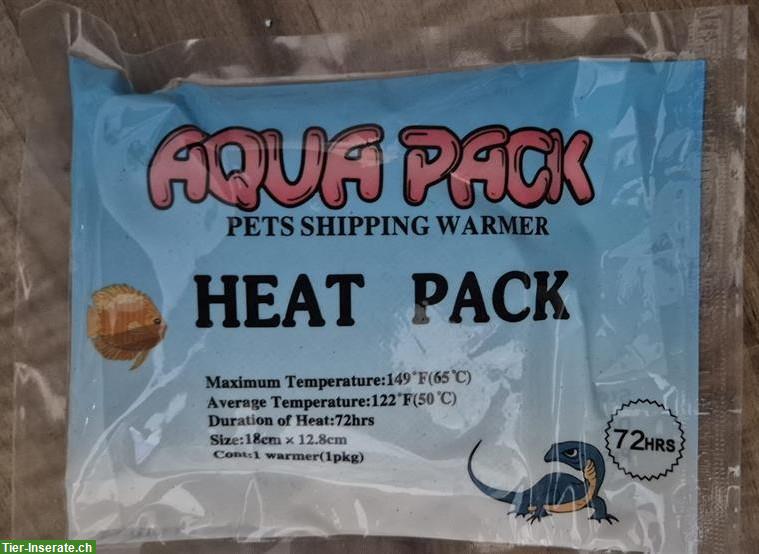 AQUA PACK
PETS SHIPPING WARMER
HEAT PACK
Maximum Temperature:149°F(65°C)
Average Temperature:122°F(50°C)
Duration of Heat:72hrs
Size:18cm × 12.8cm
Cont:1 warmer(1pkg)
72HRS
Tier-Inserate.ch